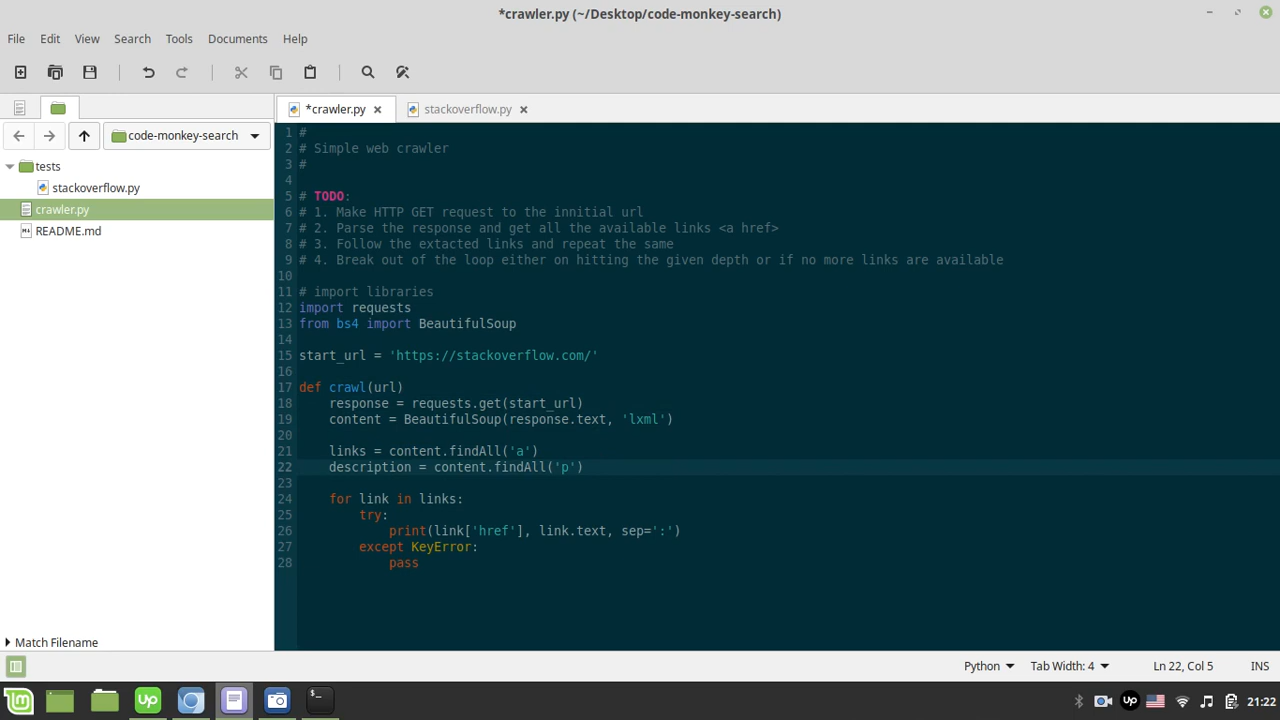 *crawler.py (~/Desktop/code-monkey-search)
File Edit View Search Tools Documents Help
*crawler.py stackoverflow.py
code-monkey-search
tests
stackoverflow.py
crawler.py
README.md
Match Filename
1 #
2 # Simple web crawler
3 #
4
5 # TODO:
6 # 1. Make HTTP GET request to the innitial url
7 # 2. Parse the response and get all the available links <a href>
8 # 3. Follow the extacted links and repeat the same
9 # 4. Break out of the loop either on hitting the given depth or if no more links are available
10
11 # import libraries
12 import requests
13 from bs4 import BeautifulSoup
14
15 start_url = 'https://stackoverflow.com/'
16
17 def crawl(url)
18     response = requests.get(start_url)
19     content = BeautifulSoup(response.text, 'lxml')
20
21     links = content.findAll('a')
22     description = content.findAll('p')
23
24     for link in links:
25         try:
26             print(link['href'], link.text, sep=':')
27         except KeyError:
28             pass
Python Tab Width: 4 Ln 22, Col 5 INS
up up 21:22